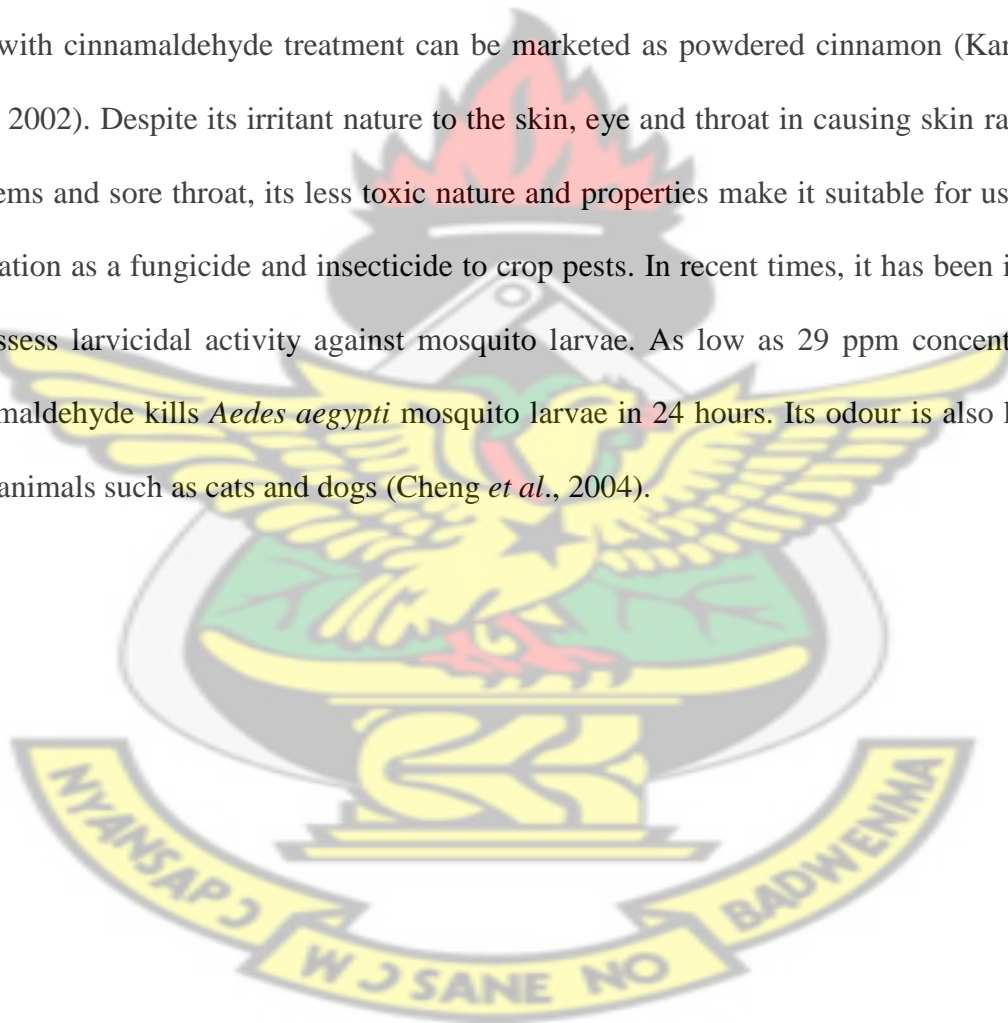 with cinnamaldehyde treatment can be marketed as powdered cinnamon (Kar
2002). Despite its irritant nature to the skin, eye and throat in causing skin ra
ems and sore throat, its less toxic nature and properties make it suitable for us
ation as a fungicide and insecticide to crop pests. In recent times, it has been i
ssess larvicidal activity against mosquito larvae. As low as 29 ppm concent
maldehyde kills Aedes aegypti mosquito larvae in 24 hours. Its odour is also
animals such as cats and dogs (Cheng et al., 2004).
NYANSAPƆ
WƆSANE NO
BADWENMA